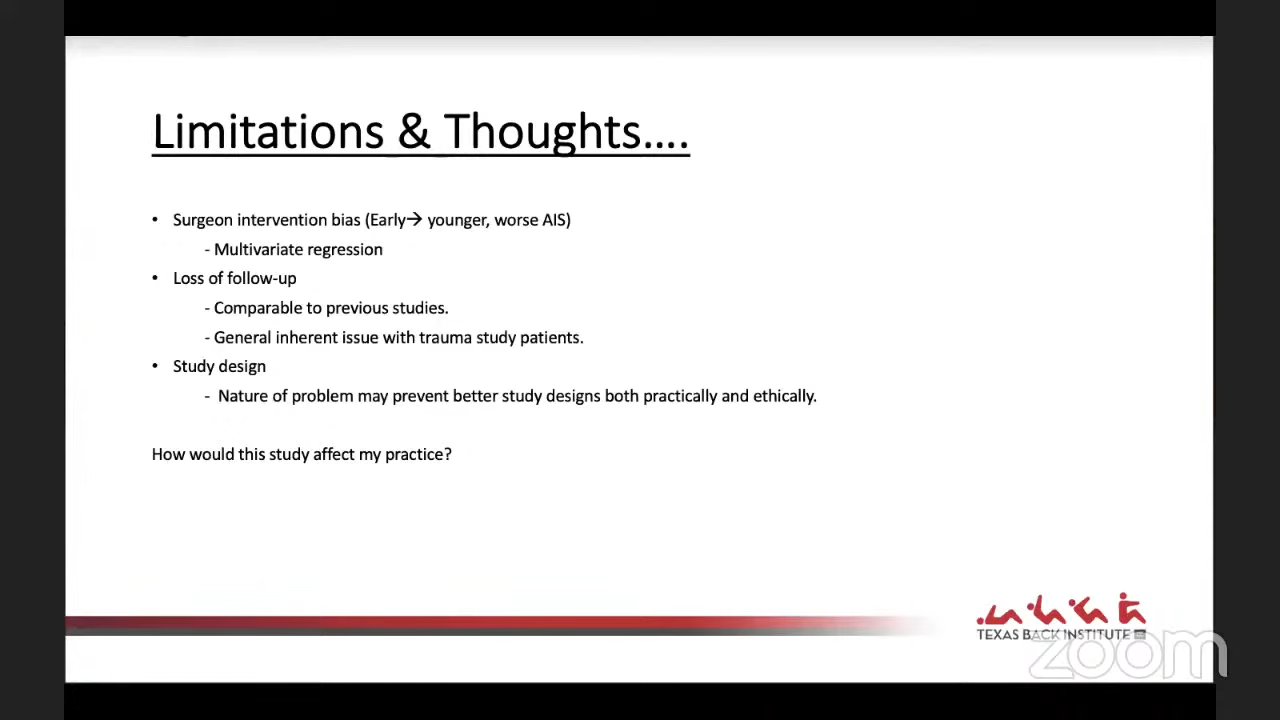 Limitations & Thoughts....
• Surgeon intervention bias (Early→ younger, worse AIS)
- Multivariate regression
• Loss of follow-up
- Comparable to previous studies.
- General inherent issue with trauma study patients.
• Study design
- Nature of problem may prevent better study designs both practically and ethically.
How would this study affect my practice?
TEXAS BACK INSTITUTE
zoom